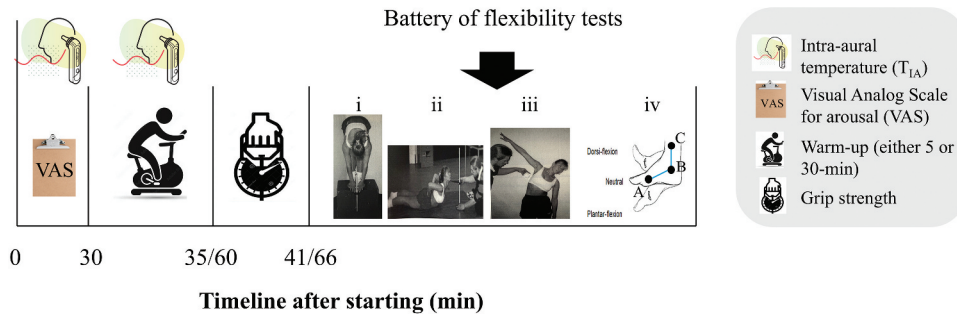 Battery of flexibility tests
i
ii
iii
iv
VAS
Dorsi-flexion
Neutral
Plantar-flexion
A
B
C
0
30
35/60
41/66
Timeline after starting (min)
Intra-aural
temperature (T_IA)
VAS
Visual Analog Scale
for arousal (VAS)
Warm-up (either 5 or
30-min)
Grip strength